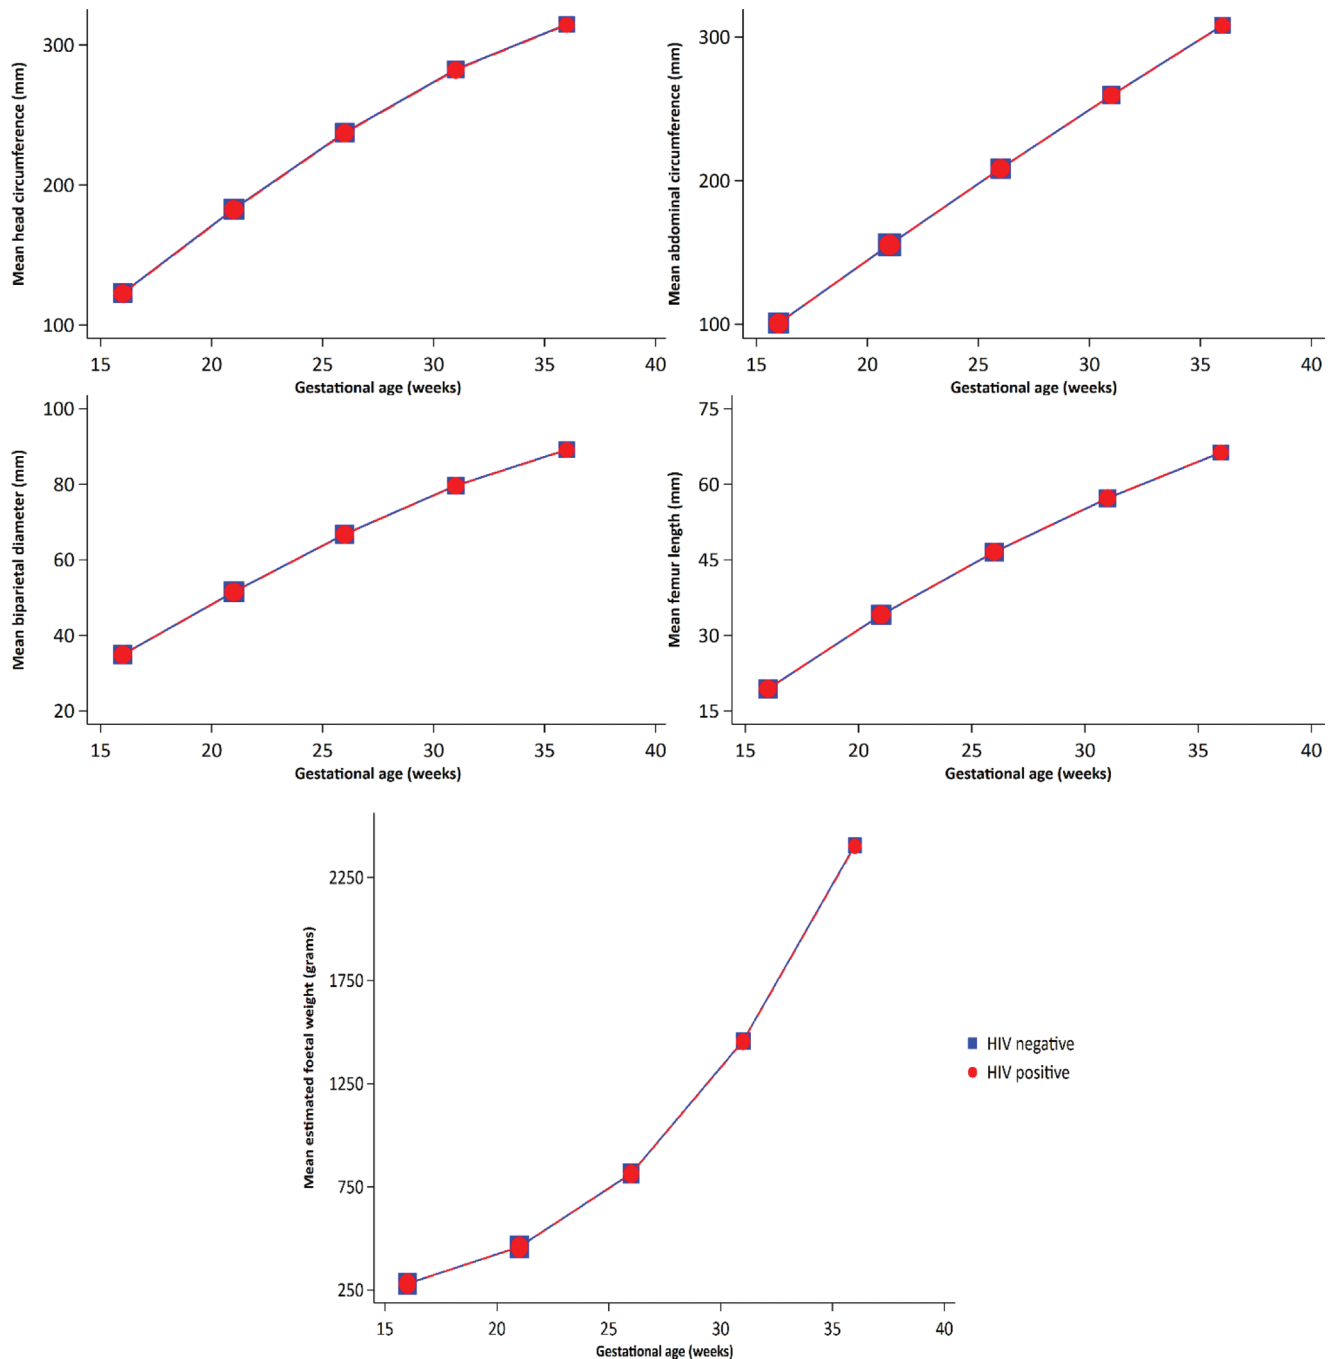 Mean head circumference (mm)
300
200
100
15 20 25 30 35 40
Gestational age (weeks)
Mean abdominal circumference (mm)
300
200
100
15 20 25 30 35 40
Gestational age (weeks)
Mean biparietal diameter (mm)
100
80
60
40
20
15 20 25 30 35 40
Gestational age (weeks)
Mean femur length (mm)
75
60
45
30
15
15 20 25 30 35 40
Gestational age (weeks)
Mean estimated foetal weight (grams)
2250
1750
1250
750
250
15 20 25 30 35 40
Gestational age (weeks)
HIV negative
HIV positive